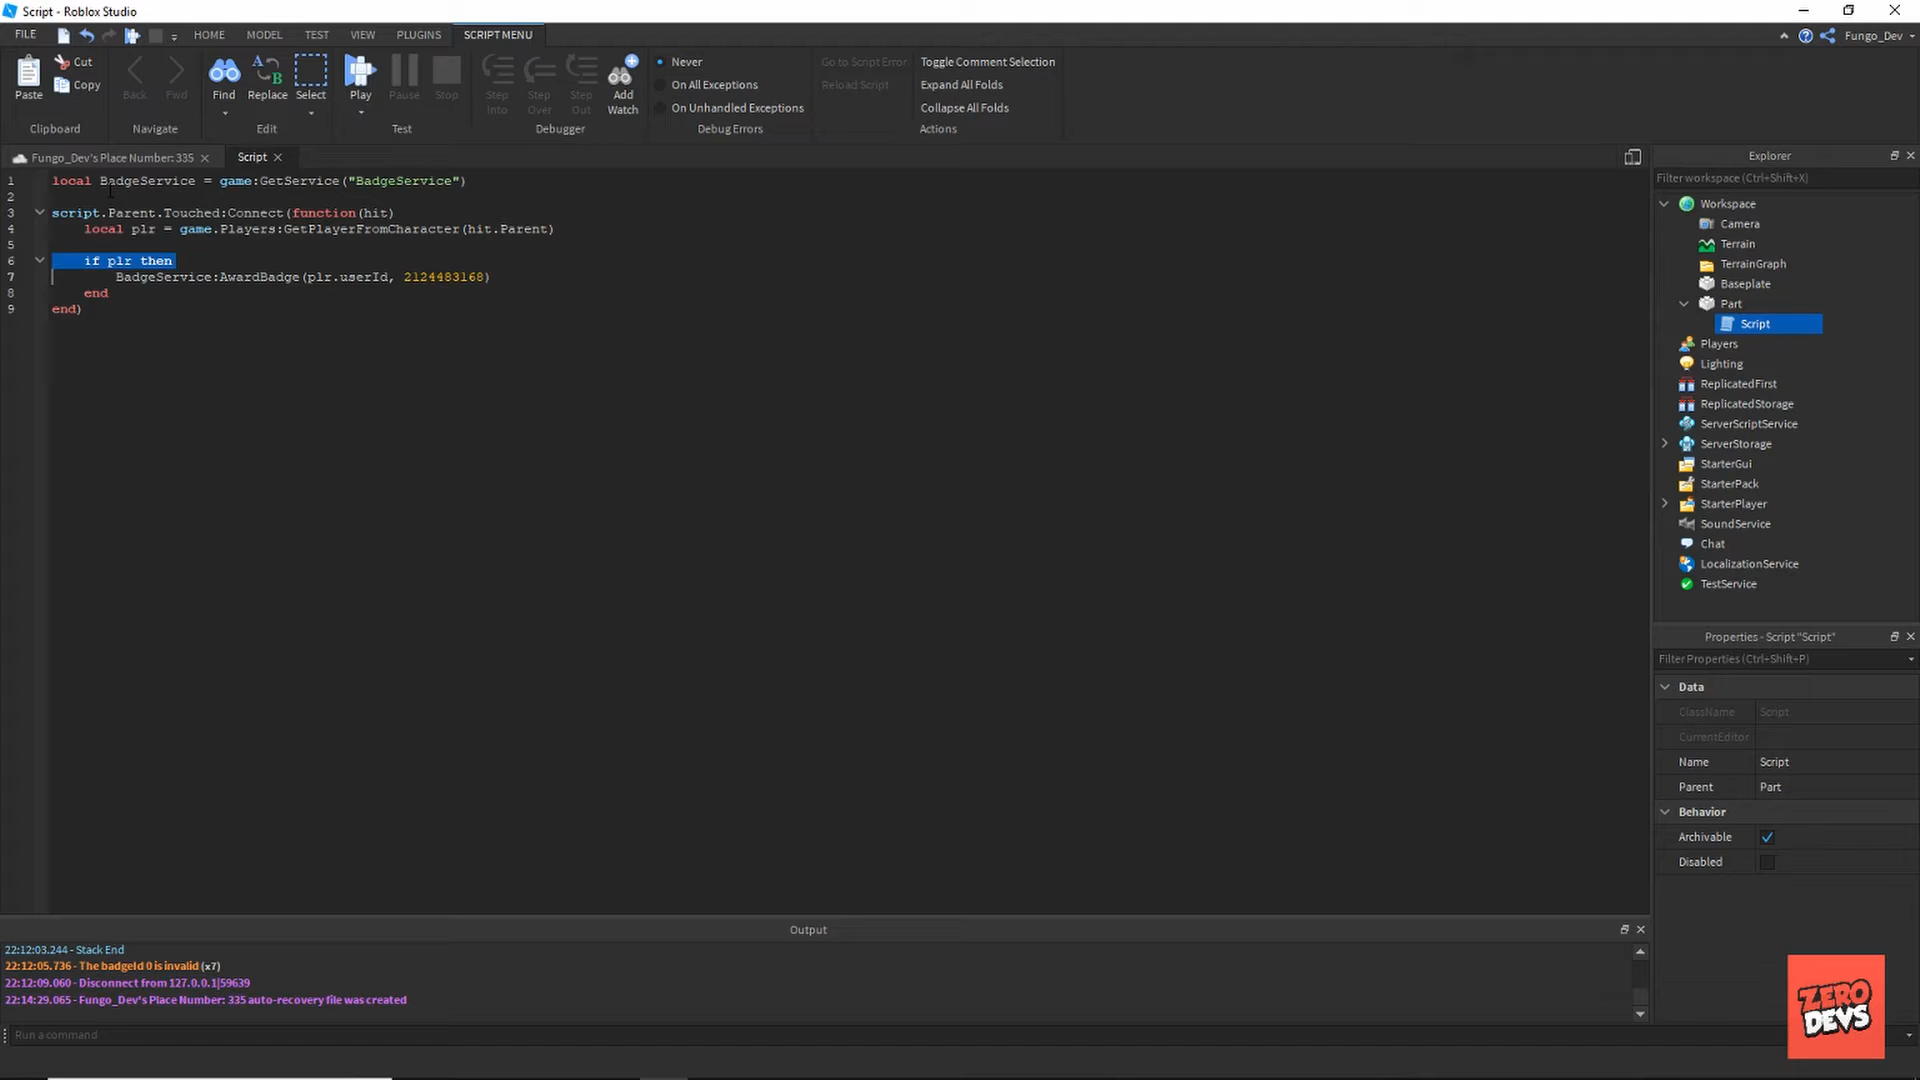 Script - Roblox Studio
FILE HOME MODEL TEST VIEW PLUGINS SCRIPT MENU Fungo_Dev
Paste Cut Copy Clipboard
Back Fwd Navigate
Find Replace Select Edit
Play Pause Stop Test
Step Into Step Over Step Out Add Watch Debugger
Never
On All Exceptions
On Unhandled Exceptions
Debug Errors
Go to Script Error
Reload Script
Toggle Comment Selection
Expand All Folds
Collapse All Folds
Actions
Fungo_Dev's Place Number: 335 Script
1 local BadgeService = game:GetService("BadgeService")
2
3 script.Parent.Touched:Connect(function(hit)
4 local plr = game.Players:GetPlayerFromCharacter(hit.Parent)
5
6 if plr then
7 BadgeService:AwardBadge(plr.userId, 2124483168)
8 end
9 end)
Explorer
Filter workspace (Ctrl+Shift+X)
Workspace
Camera
Terrain
TerrainGraph
Baseplate
Part
Script
Players
Lighting
ReplicatedFirst
ReplicatedStorage
ServerScriptService
ServerStorage
StarterGui
StarterPack
StarterPlayer
SoundService
Chat
LocalizationService
TestService
Properties - Script "Script"
Filter Properties (Ctrl+Shift+P)
Data
ClassName Script
CurrentEditor
Name Script
Parent Part
Behavior
Archivable
Disabled
Output
22:12:03.244 - Stack End
22:12:05.736 - The badgeId 0 is invalid (x7)
22:12:09.060 - Disconnect from 127.0.0.1|59639
22:14:29.065 - Fungo_Dev's Place Number: 335 auto-recovery file was created
Run a command
ZERO
DEVS